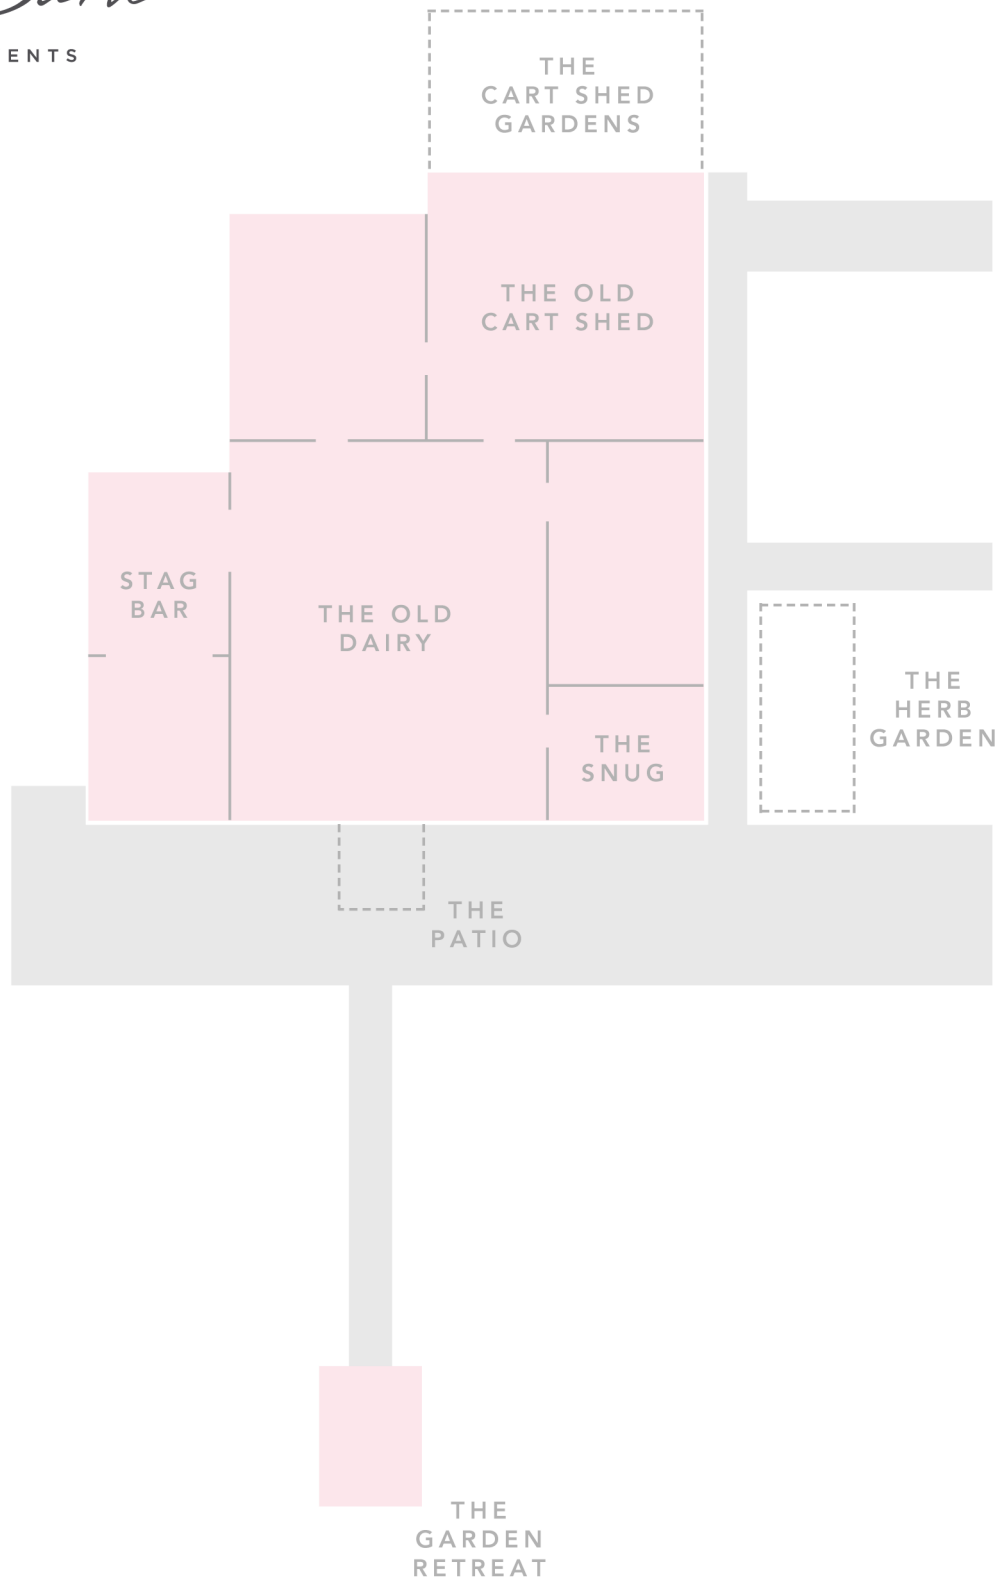 ENTS
THE
CART SHED
GARDENS
THE OLD
CART SHED
STAG
BAR
THE OLD
DAIRY
THE
SNUG
THE
HERB
GARDEN
THE
PATIO
THE
GARDEN
RETREAT